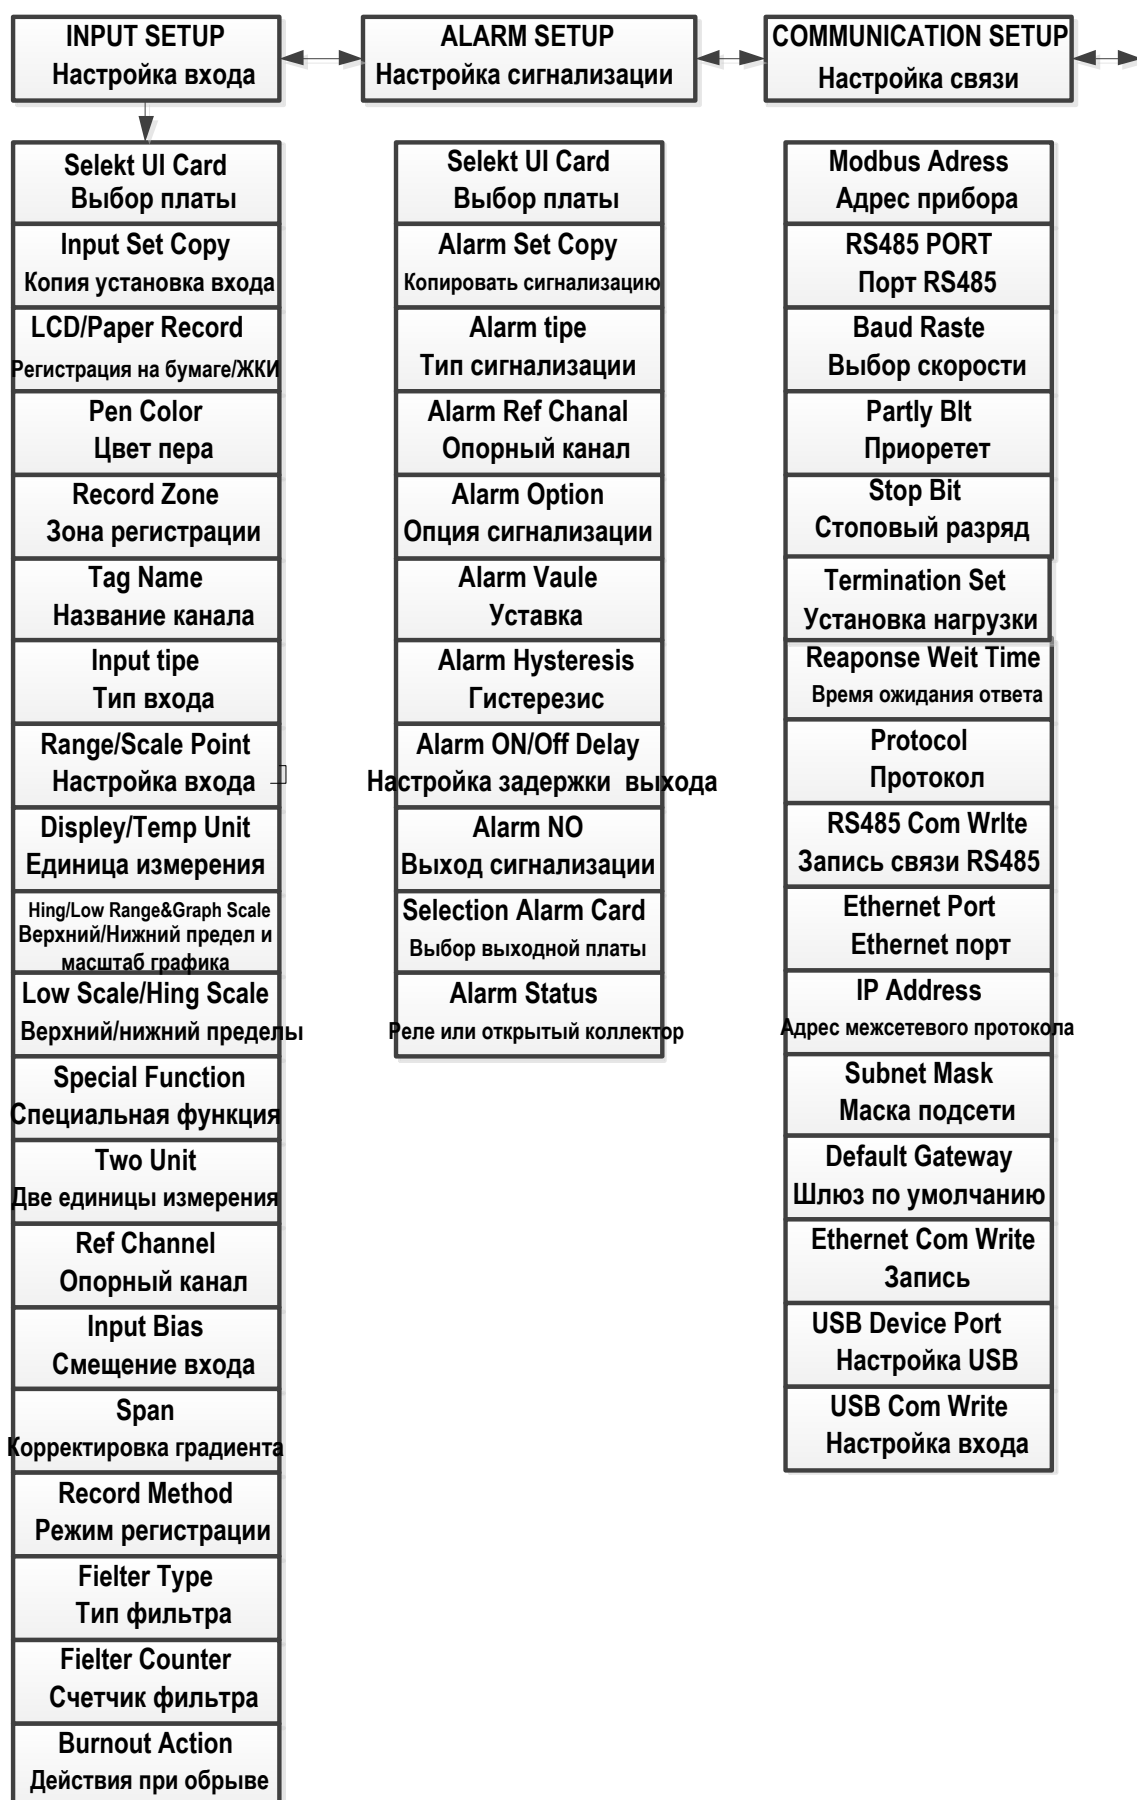 INPUT SETUP
Настройка входа
ALARM SETUP
Настройка сигнализации
COMMUNICATION SETUP
Настройка связи
Selekt UI Card
Выбор платы
Input Set Copy
Копия установка входа
LCD/Paper Record
Регистрация на бумаге/ЖКИ
Pen Color
Цвет пера
Record Zone
Зона регистрации
Tag Name
Название канала
Input tipe
Тип входа
Range/Scale Point
Настройка входа
Displey/Temp Unit
Единица измерения
Hing/Low Range&Graph Scale
Верхний/Нижний предел и
масштаб графика
Low Scale/Hing Scale
Верхний/нижний пределы
Special Function
Специальная функция
Two Unit
Две единицы измерения
Ref Channel
Опорный канал
Input Bias
Смещение входа
Span
Корректировка градиента
Record Method
Режим регистрации
Fielter Type
Тип фильтра
Fielter Counter
Счетчик фильтра
Burnout Action
Действия при обрыве
Selekt UI Card
Выбор платы
Alarm Set Copy
Копировать сигнализацию
Alarm tipe
Тип сигнализации
Alarm Ref Chanal
Опорный канал
Alarm Option
Опция сигнализации
Alarm Vaule
Уставка
Alarm Hysteresis
Гистерезис
Alarm ON/Off Delay
Настройка задержки выхода
Alarm NO
Выход сигнализации
Selection Alarm Card
Выбор выходной платы
Alarm Status
Реле или открытый коллектор
Modbus Adress
Адрес прибора
RS485 PORT
Порт RS485
Baud Raste
Выбор скорости
Partly BIt
Приоретет
Stop Bit
Стоповый разряд
Termination Set
Установка нагрузки
Reaponse Weit Time
Время ожидания ответа
Protocol
Протокол
RS485 Com WrIte
Запись связи RS485
Ethernet Port
Ethernet порт
IP Address
Адрес межсетевого протокола
Subnet Mask
Маска подсети
Default Gateway
Шлюз по умолчанию
Ethernet Com Write
Запись
USB Device Port
Настройка USB
USB Com Write
Настройка входа